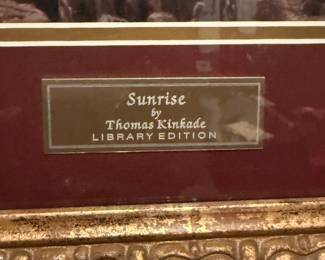 Sunrise
by
Thomas Kinkade
LIBRARY EDITION